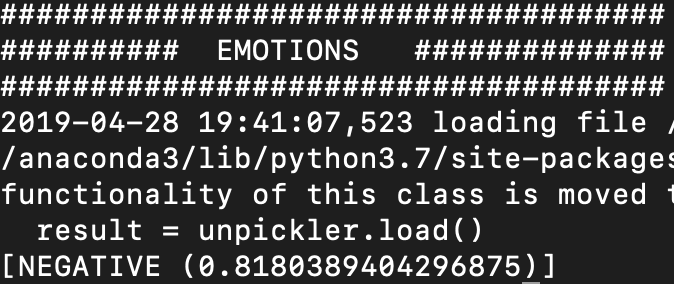 #####################################
##########  EMOTIONS   ##############
#####################################
2019-04-28 19:41:07,523 loading file /
/anaconda3/lib/python3.7/site-packages
functionality of this class is moved t
  result = unpickler.load()
[NEGATIVE (0.8180389404296875)]